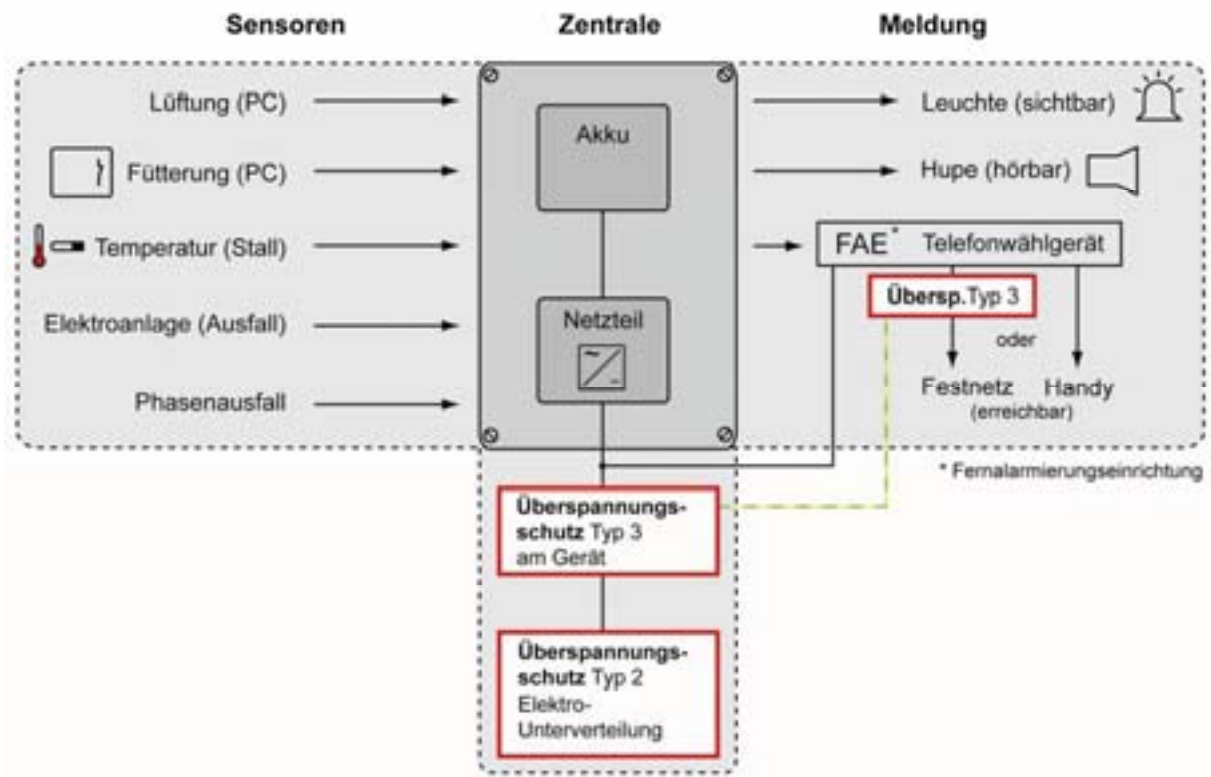 Sensoren
Zentrale
Meldung
Lüftung (PC)
Fütterung (PC)
Temperatur (Stall)
Elektroanlage (Ausfall)
Phasenausfall
Akku
Netzteil
Leuchte (sichtbar)
Hupe (hörbar)
FAE* Telefonwählgerät
Übersp.Typ 3
oder
Festnetz Handy
(erreichbar)
* Fernalarmierungseinrichtung
Überspannungs-
schutz Typ 3
am Gerät
Überspannungs-
schutz Typ 2
Elektro-
Unterverteilung